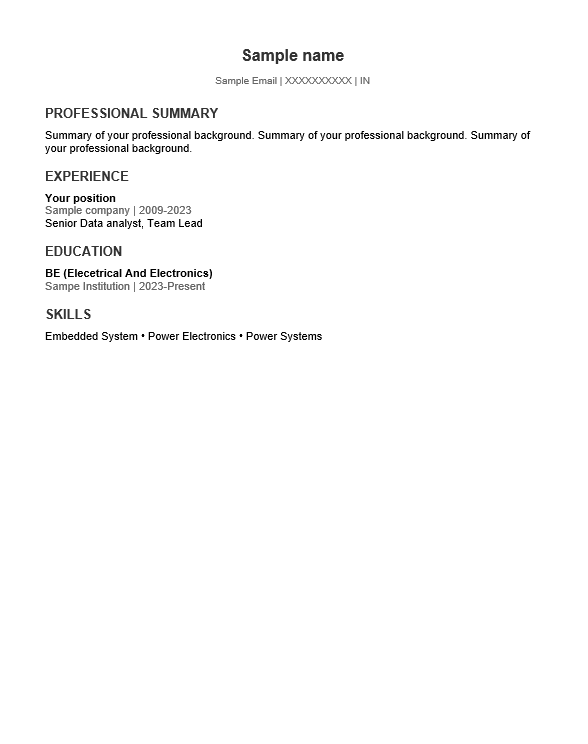 Sample name
Sample Email | XXXXXXXXXX | IN
PROFESSIONAL SUMMARY
Summary of your professional background. Summary of your professional background. Summary of
your professional background.
EXPERIENCE
Your position
Sample company | 2009-2023
Senior Data analyst, Team Lead
EDUCATION
BE (Elecetrical And Electronics)
Sampe Institution | 2023-Present
SKILLS
Embedded System • Power Electronics • Power Systems